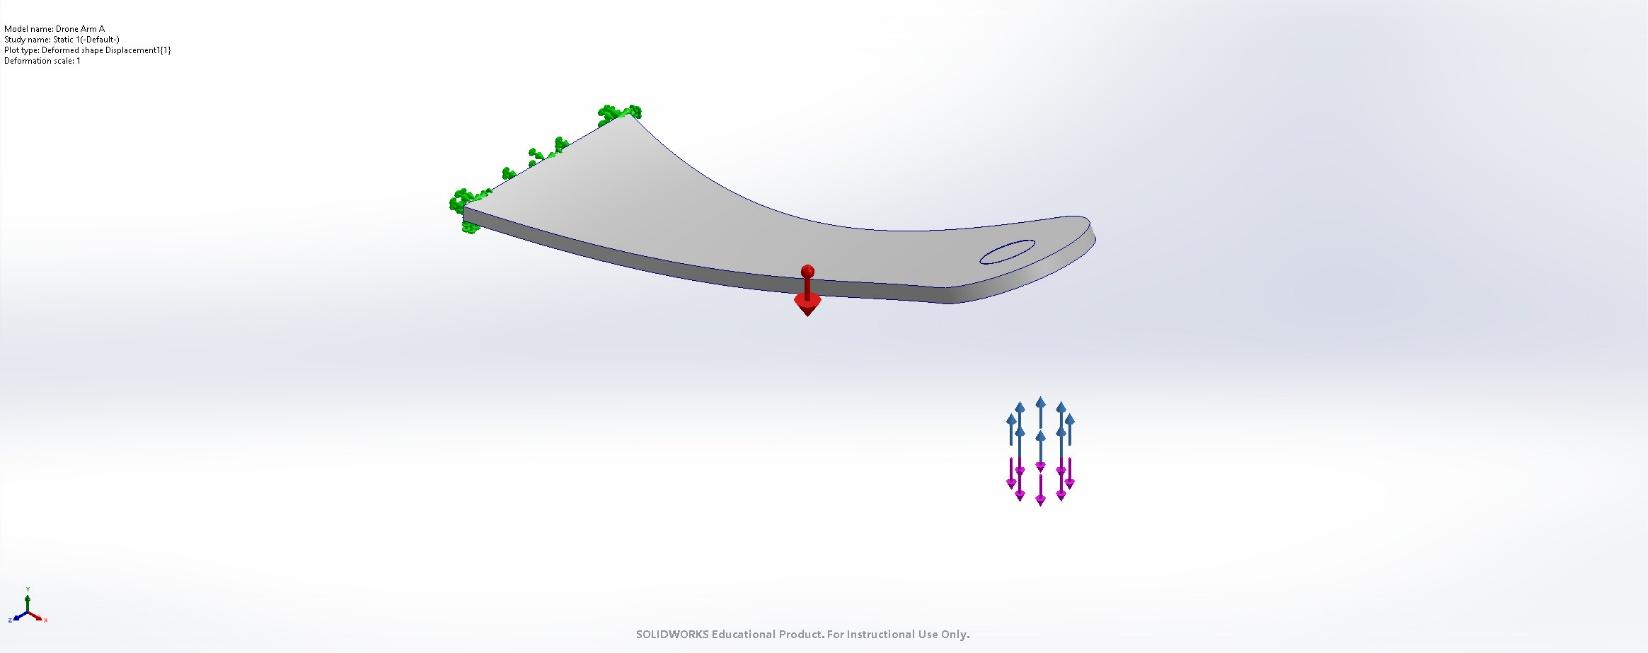 Model name: Drone Arm A
Study name: Static 1(-Default-)
Plot type: Deformed shape Displacement1{1}
Deformation scale: 1
Y
Z
X
SOLIDWORKS Educational Product. For Instructional Use Only.